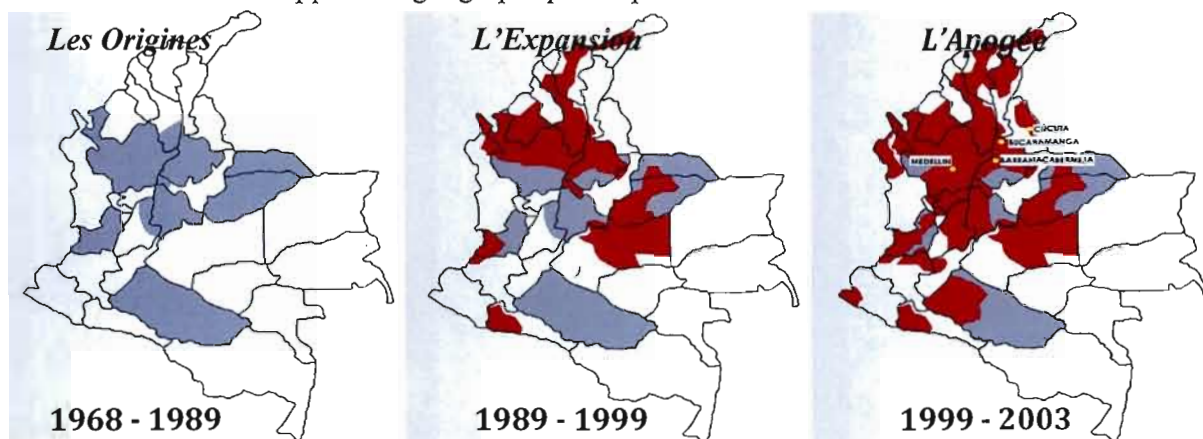 Les Origines
L'Expansion
L'Apogée
CÚCUTA
BUCARAMANGA
MEDELLIN
BARRANCABERMEJA
1968 - 1989
1989 - 1999
1999 - 2003